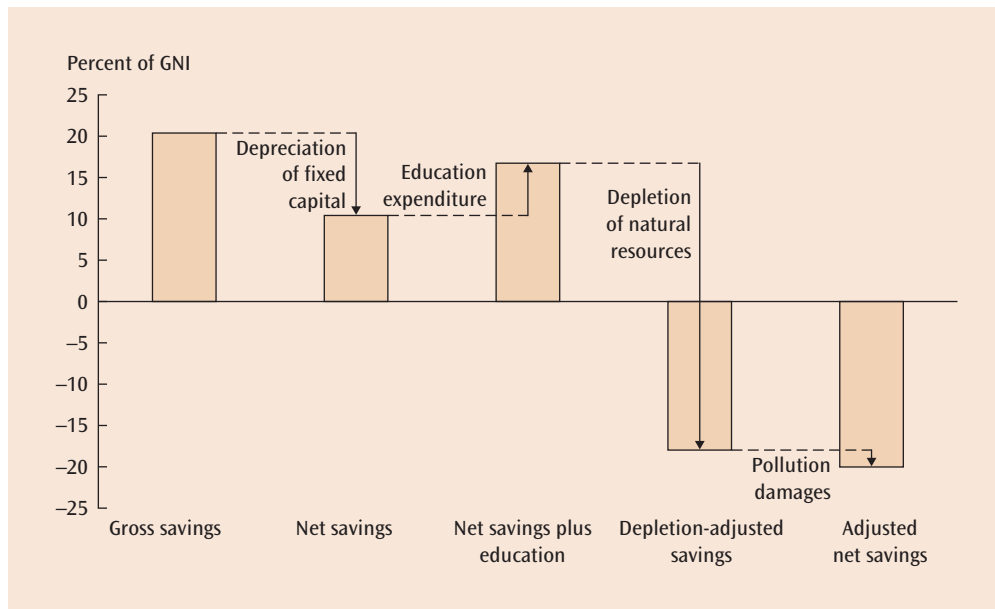 Percent of GNI
25
20
15
10
5
0
–5
–10
–15
–20
–25
Depreciation
of fixed
capital
Education
expenditure
Depletion
of natural
resources
Pollution
damages
Gross savings
Net savings
Net savings plus
education
Depletion-adjusted
savings
Adjusted
net savings